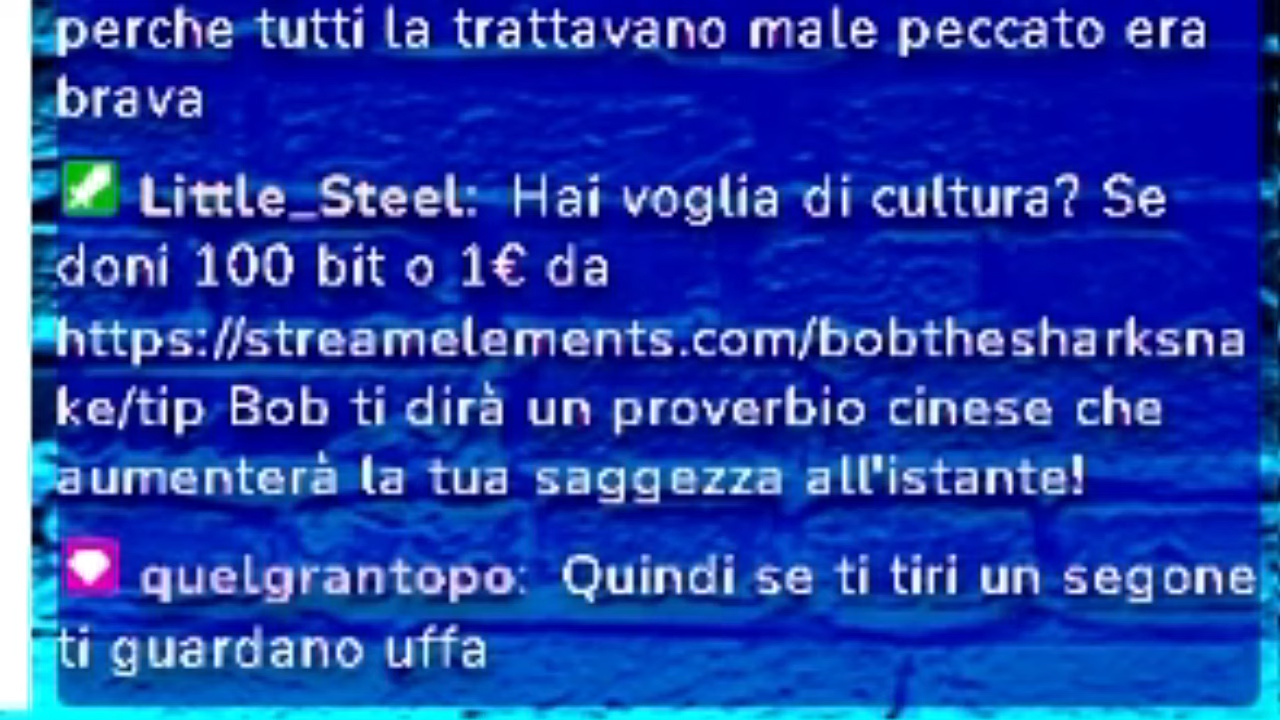 perche tutti la trattavano male peccato era
brava
Little_Steel: Hai voglia di cultura? Se
doni 100 bit o 1€ da
https://streamelements.com/bobthesharksna
ke/tip Bob ti dirà un proverbio cinese che
aumenterà la tua saggezza all'istante!
quelgrantopo: Quindi se ti tiri un segone
ti guardano uffa